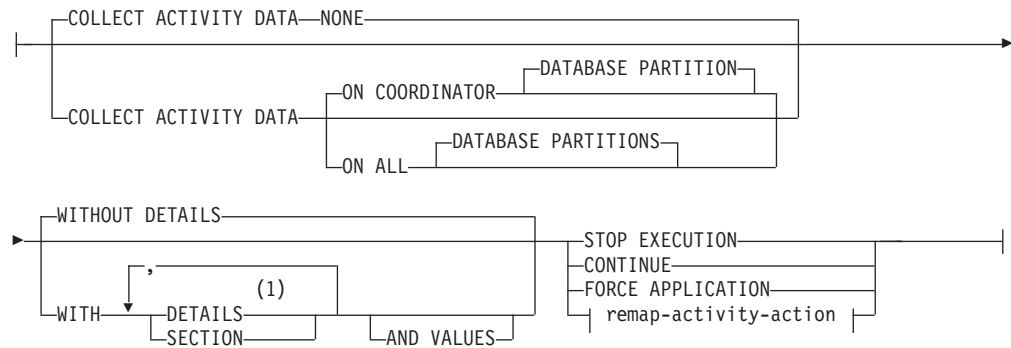 COLLECT ACTIVITY DATA NONE
DATABASE PARTITION
ON COORDINATOR
COLLECT ACTIVITY DATA
DATABASE PARTITIONS
ON ALL
WITHOUT DETAILS
STOP EXECUTION
,
CONTINUE
(1)
FORCE APPLICATION
WITH DETAILS remap-activity-action
SECTION AND VALUES